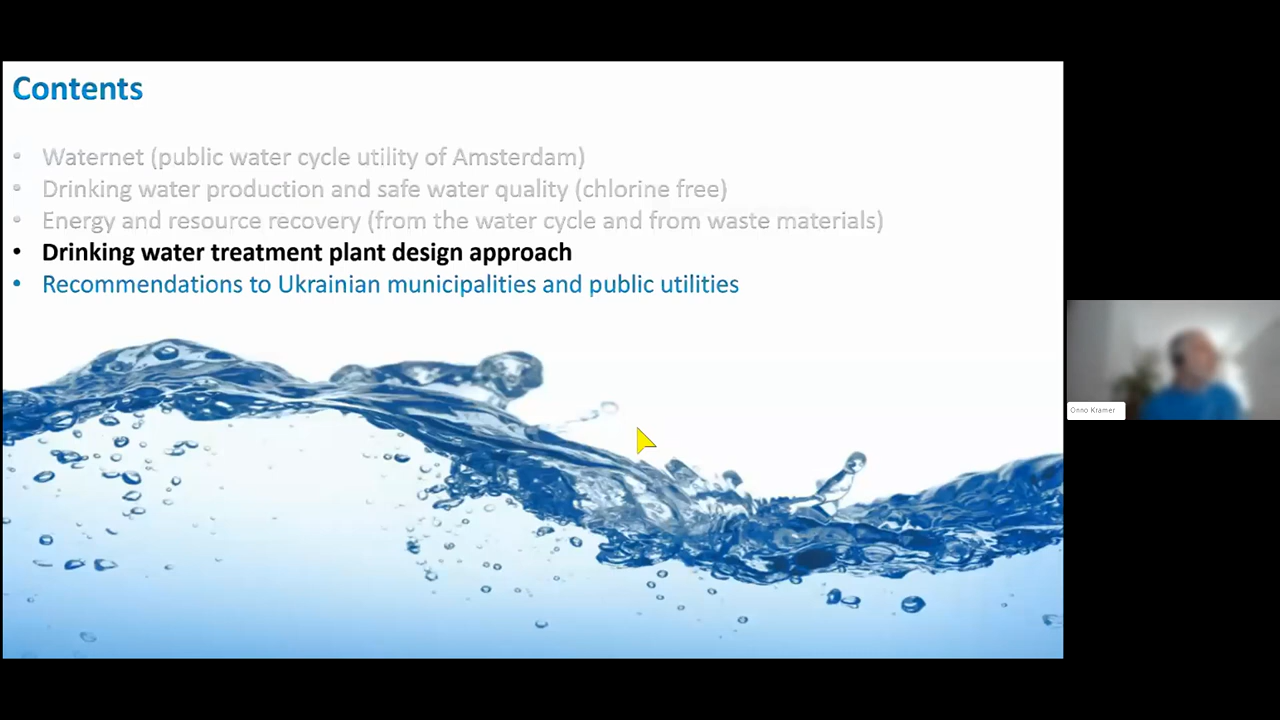 Contents
• Waternet (public water cycle utility of Amsterdam)
• Drinking water production and safe water quality (chlorine free)
• Energy and resource recovery (from the water cycle and from waste materials)
• Drinking water treatment plant design approach
• Recommendations to Ukrainian municipalities and public utilities
Onno Kramer